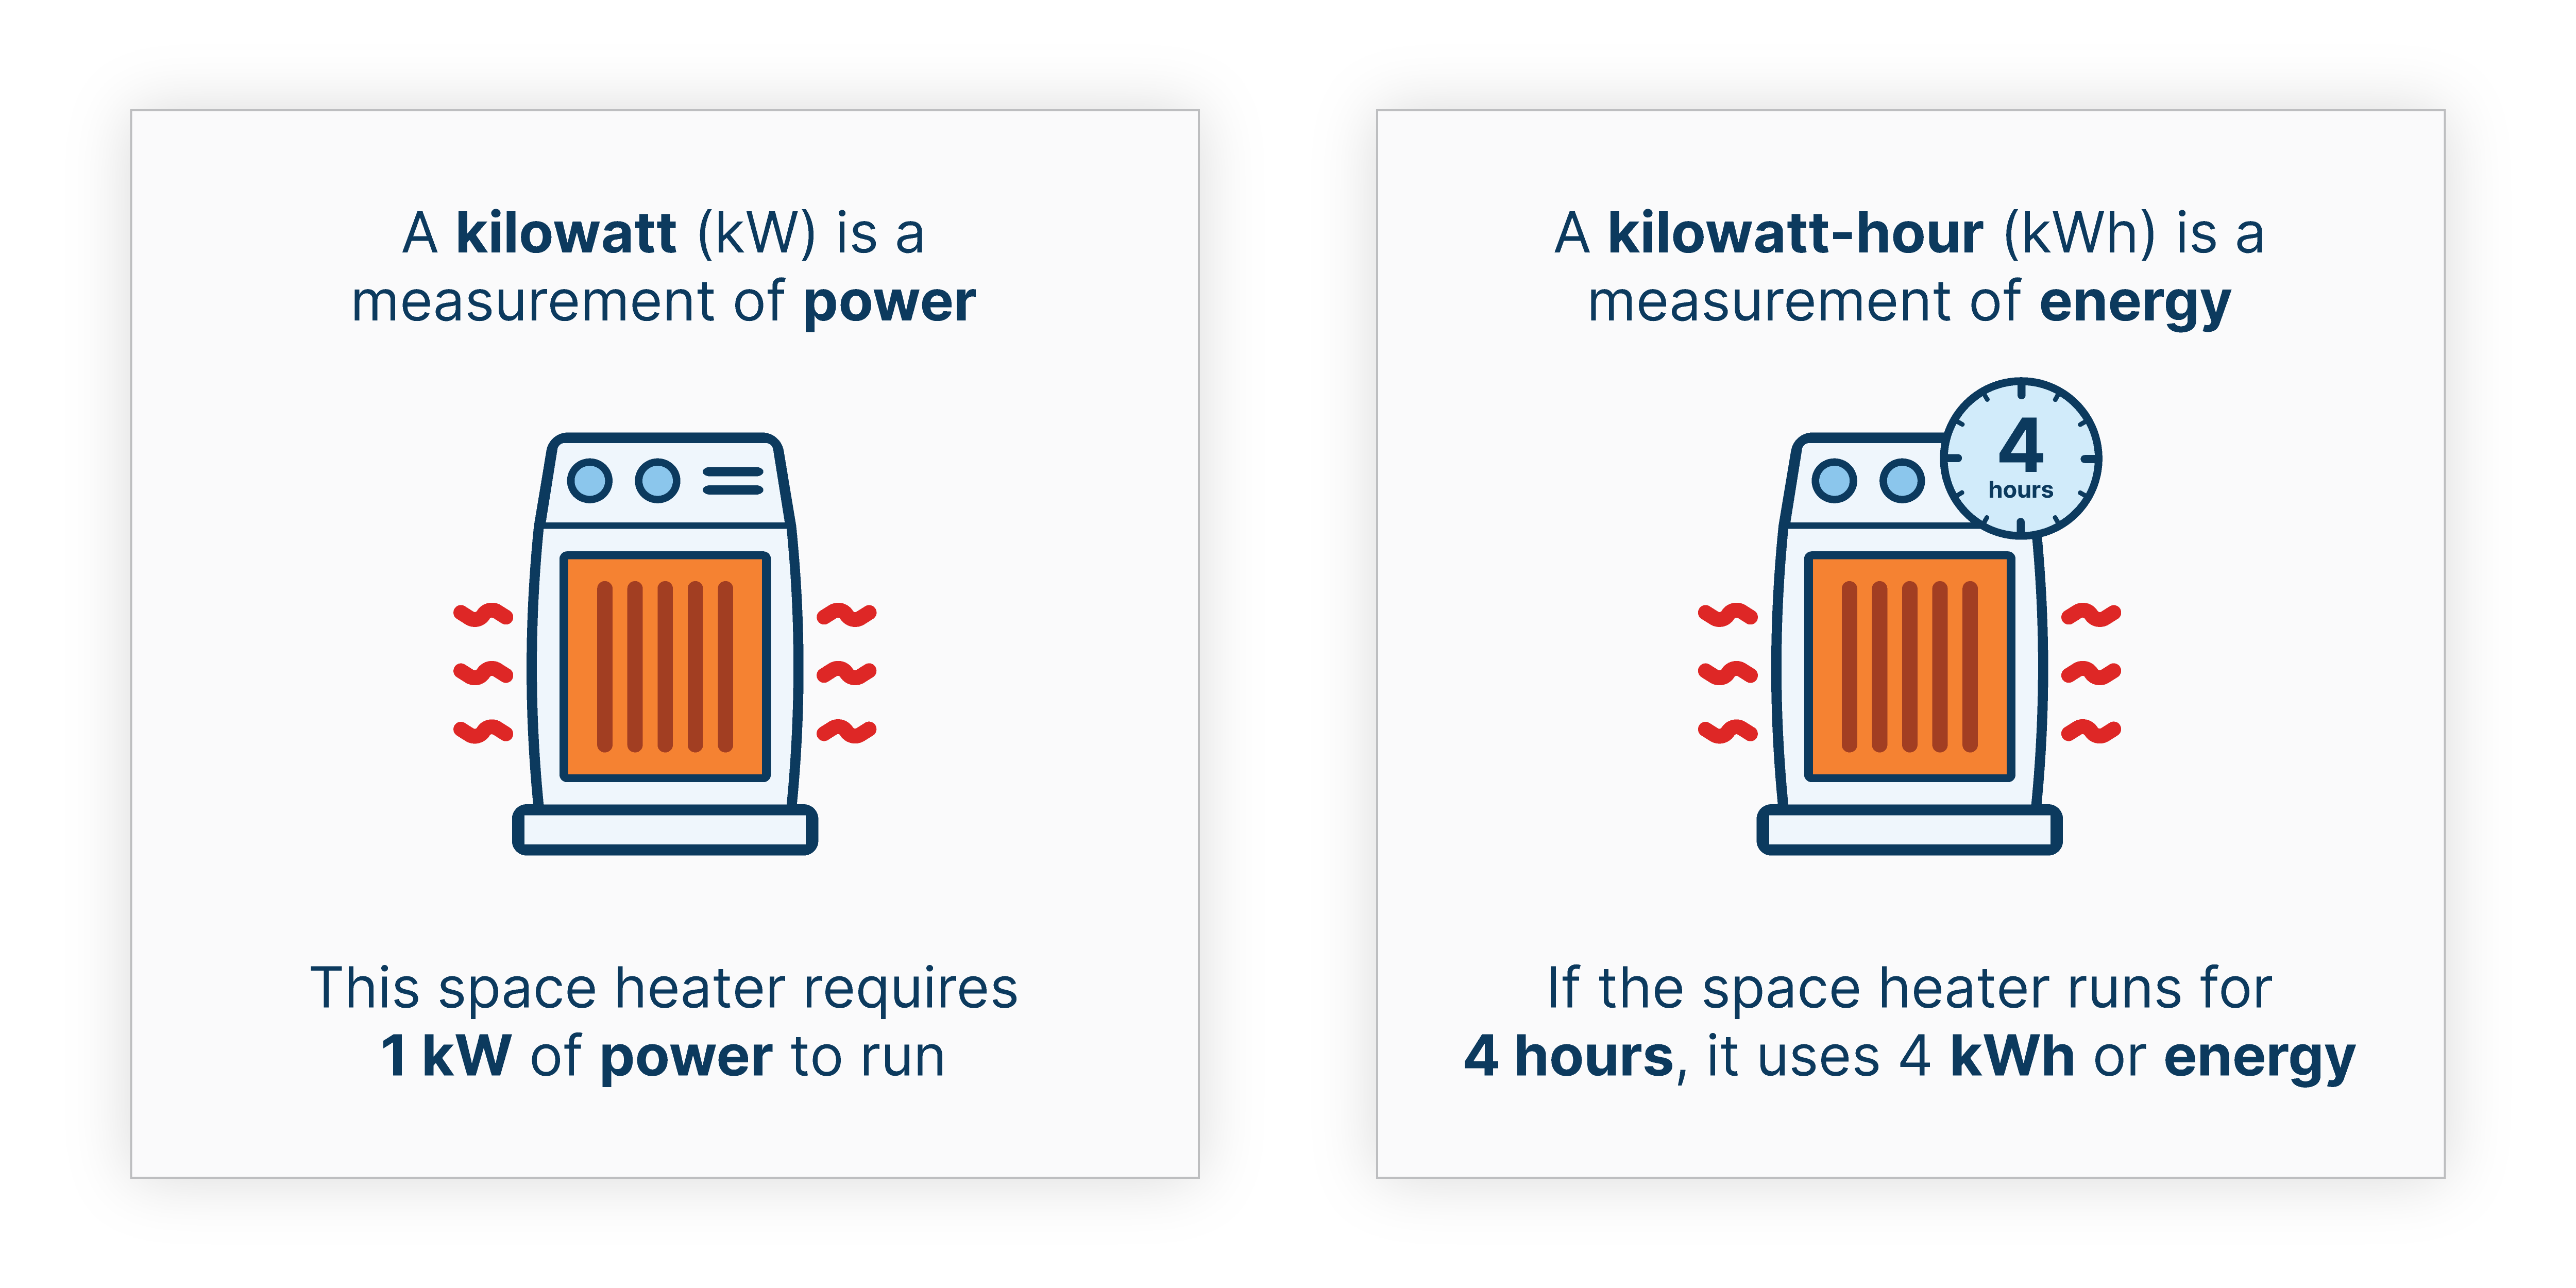 A kilowatt (kW) is a
measurement of power
This space heater requires
1 kW of power to run
A kilowatt-hour (kWh) is a
measurement of energy
4
hours
If the space heater runs for
4 hours, it uses 4 kWh or energy